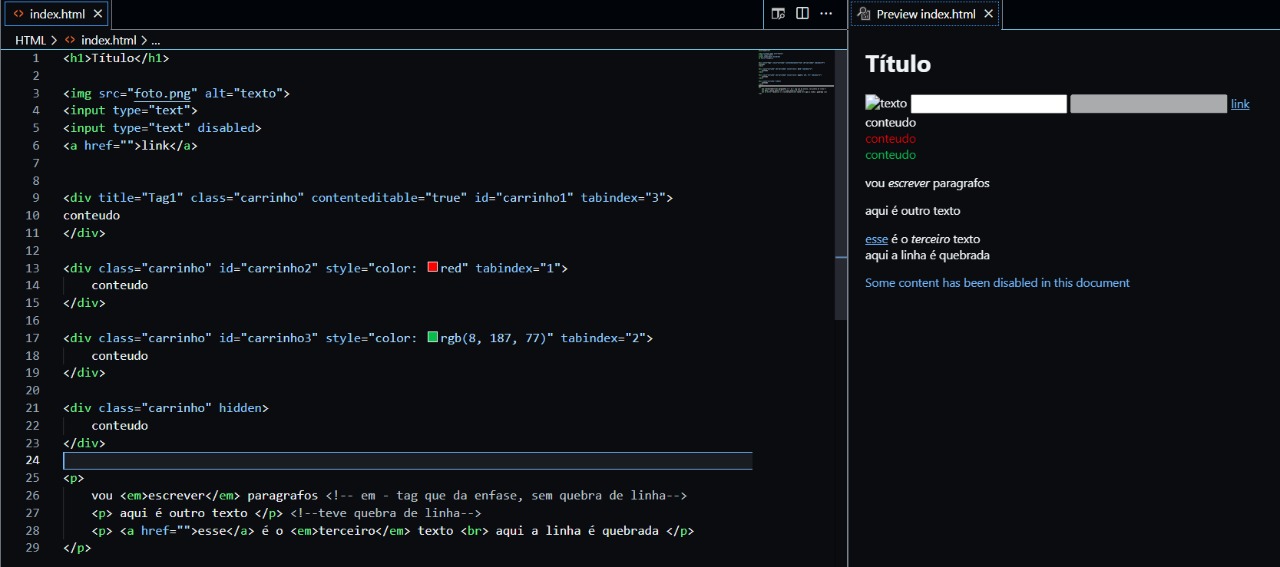 index.html
HTML > index.html > ...
1 <h1>Título</h1>
2
3 <img src="foto.png" alt="texto">
4 <input type="text">
5 <input type="text" disabled>
6 <a href="">link</a>
7
8
9 <div title="Tag1" class="carrinho" contenteditable="true" id="carrinho1" tabindex="3">
10 conteudo
11 </div>
12
13 <div class="carrinho" id="carrinho2" style="color: red" tabindex="1">
14 conteudo
15 </div>
16
17 <div class="carrinho" id="carrinho3" style="color: rgb(8, 187, 77)" tabindex="2">
18 conteudo
19 </div>
20
21 <div class="carrinho" hidden>
22 conteudo
23 </div>
24
25 <p>
26 vou <em>escrever</em> paragrafos <!-- em - tag que da enfase, sem quebra de linha-->
27 <p> aqui é outro texto </p> <!--teve quebra de linha-->
28 <p> <a href="">esse</a> é o <em>terceiro</em> texto <br> aqui a linha é quebrada </p>
29 </p>
Preview index.html
Título
texto link
conteudo
conteudo
conteudo
vou escrever paragrafos
aqui é outro texto
esse é o terceiro texto
aqui a linha é quebrada
Some content has been disabled in this document